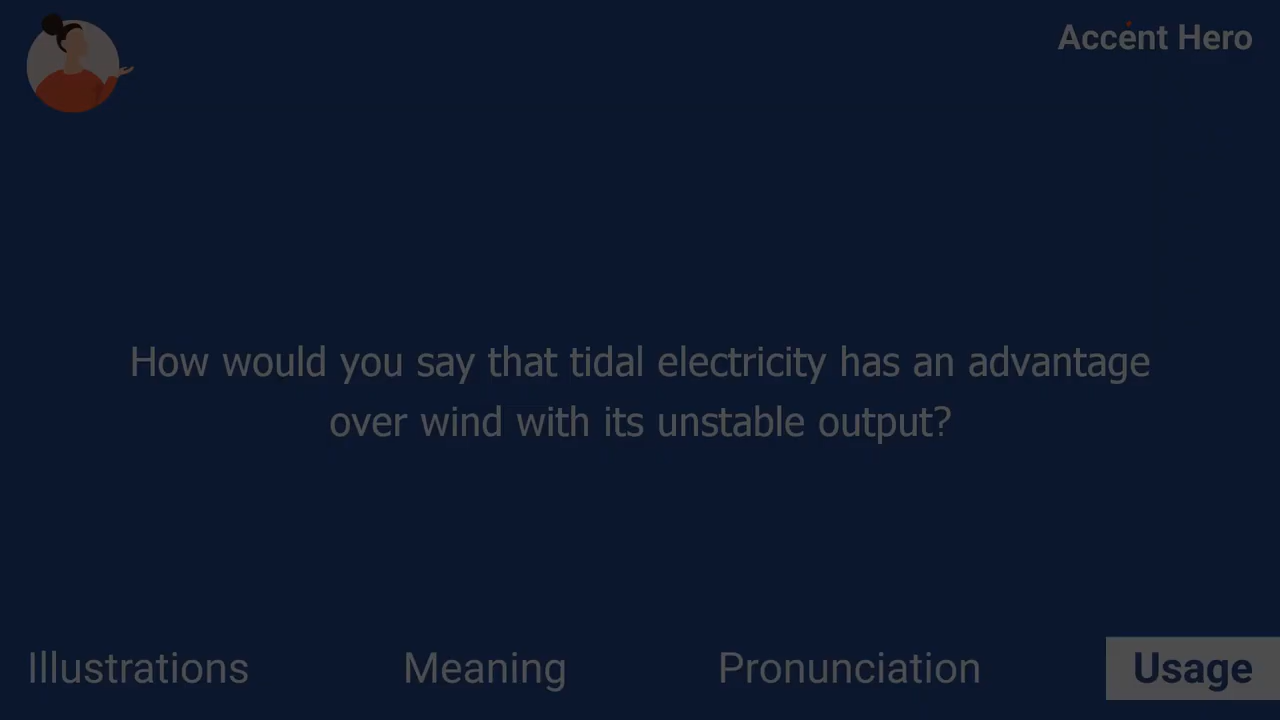 Accent Hero
How would you say that tidal electricity has an advantage
over wind with its unstable output?
Illustrations
Meaning
Pronunciation
Usage